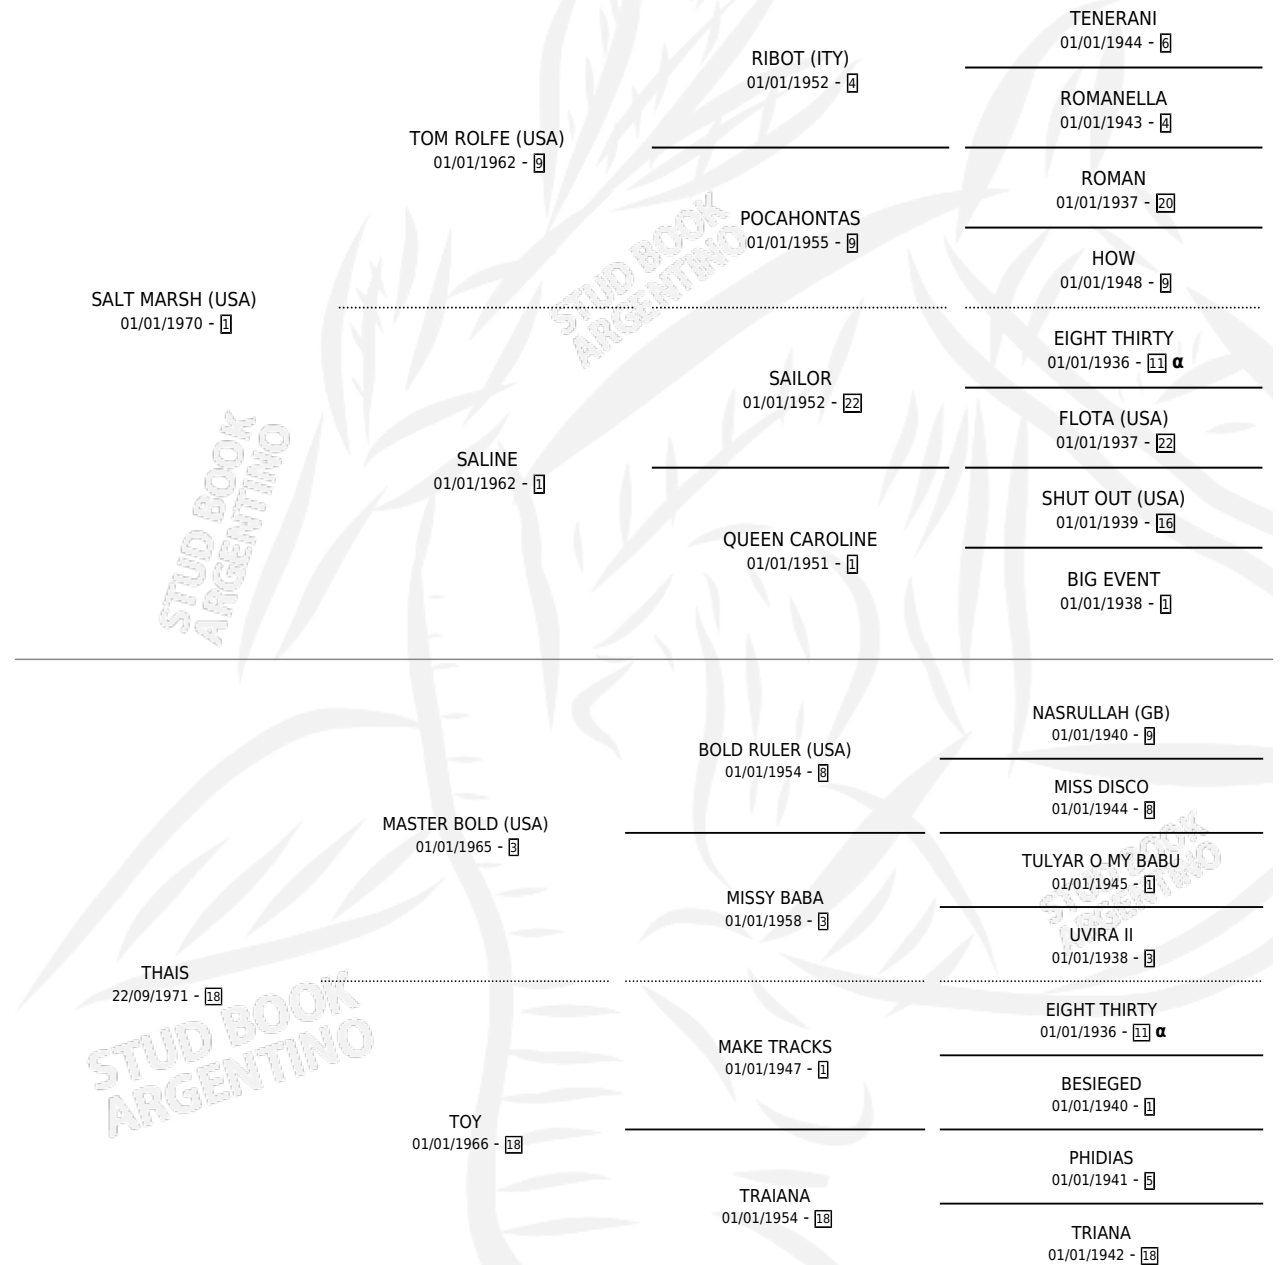 TENERANI
01/01/1944 - 6
RIBOT (ITY)
01/01/1952 - 4
ROMANELLA
01/01/1943 - 4
TOM ROLFE (USA)
01/01/1962 - 9
ROMAN
01/01/1937 - 20
POCAHONTAS
01/01/1955 - 9
HOW
01/01/1948 - 9
SALT MARSH (USA)
01/01/1970 - 1
EIGHT THIRTY
01/01/1936 - 11 α
SAILOR
01/01/1952 - 22
FLOTA (USA)
01/01/1937 - 22
SALINE
01/01/1962 - 1
SHUT OUT (USA)
01/01/1939 - 16
QUEEN CAROLINE
01/01/1951 - 1
BIG EVENT
01/01/1938 - 1
NASRULLAH (GB)
01/01/1940 - 9
BOLD RULER (USA)
01/01/1954 - 8
MISS DISCO
01/01/1944 - 8
MASTER BOLD (USA)
01/01/1965 - 3
TULYAR O MY BABU
01/01/1945 - 1
MISSY BABA
01/01/1958 - 3
UVIRA II
01/01/1938 - 3
THAIS
22/09/1971 - 18
EIGHT THIRTY
01/01/1936 - 11 α
MAKE TRACKS
01/01/1947 - 1
BESIEGED
01/01/1940 - 1
TOY
01/01/1966 - 18
PHIDIAS
01/01/1941 - 5
TRAIANA
01/01/1954 - 18
TRIANA
01/01/1942 - 18
STUD BOOK
ARGENTINO
STUD BOOK
ARGENTINO
STUD BOOK
ARGENTINO
STUD BOOK
ARGENTINO